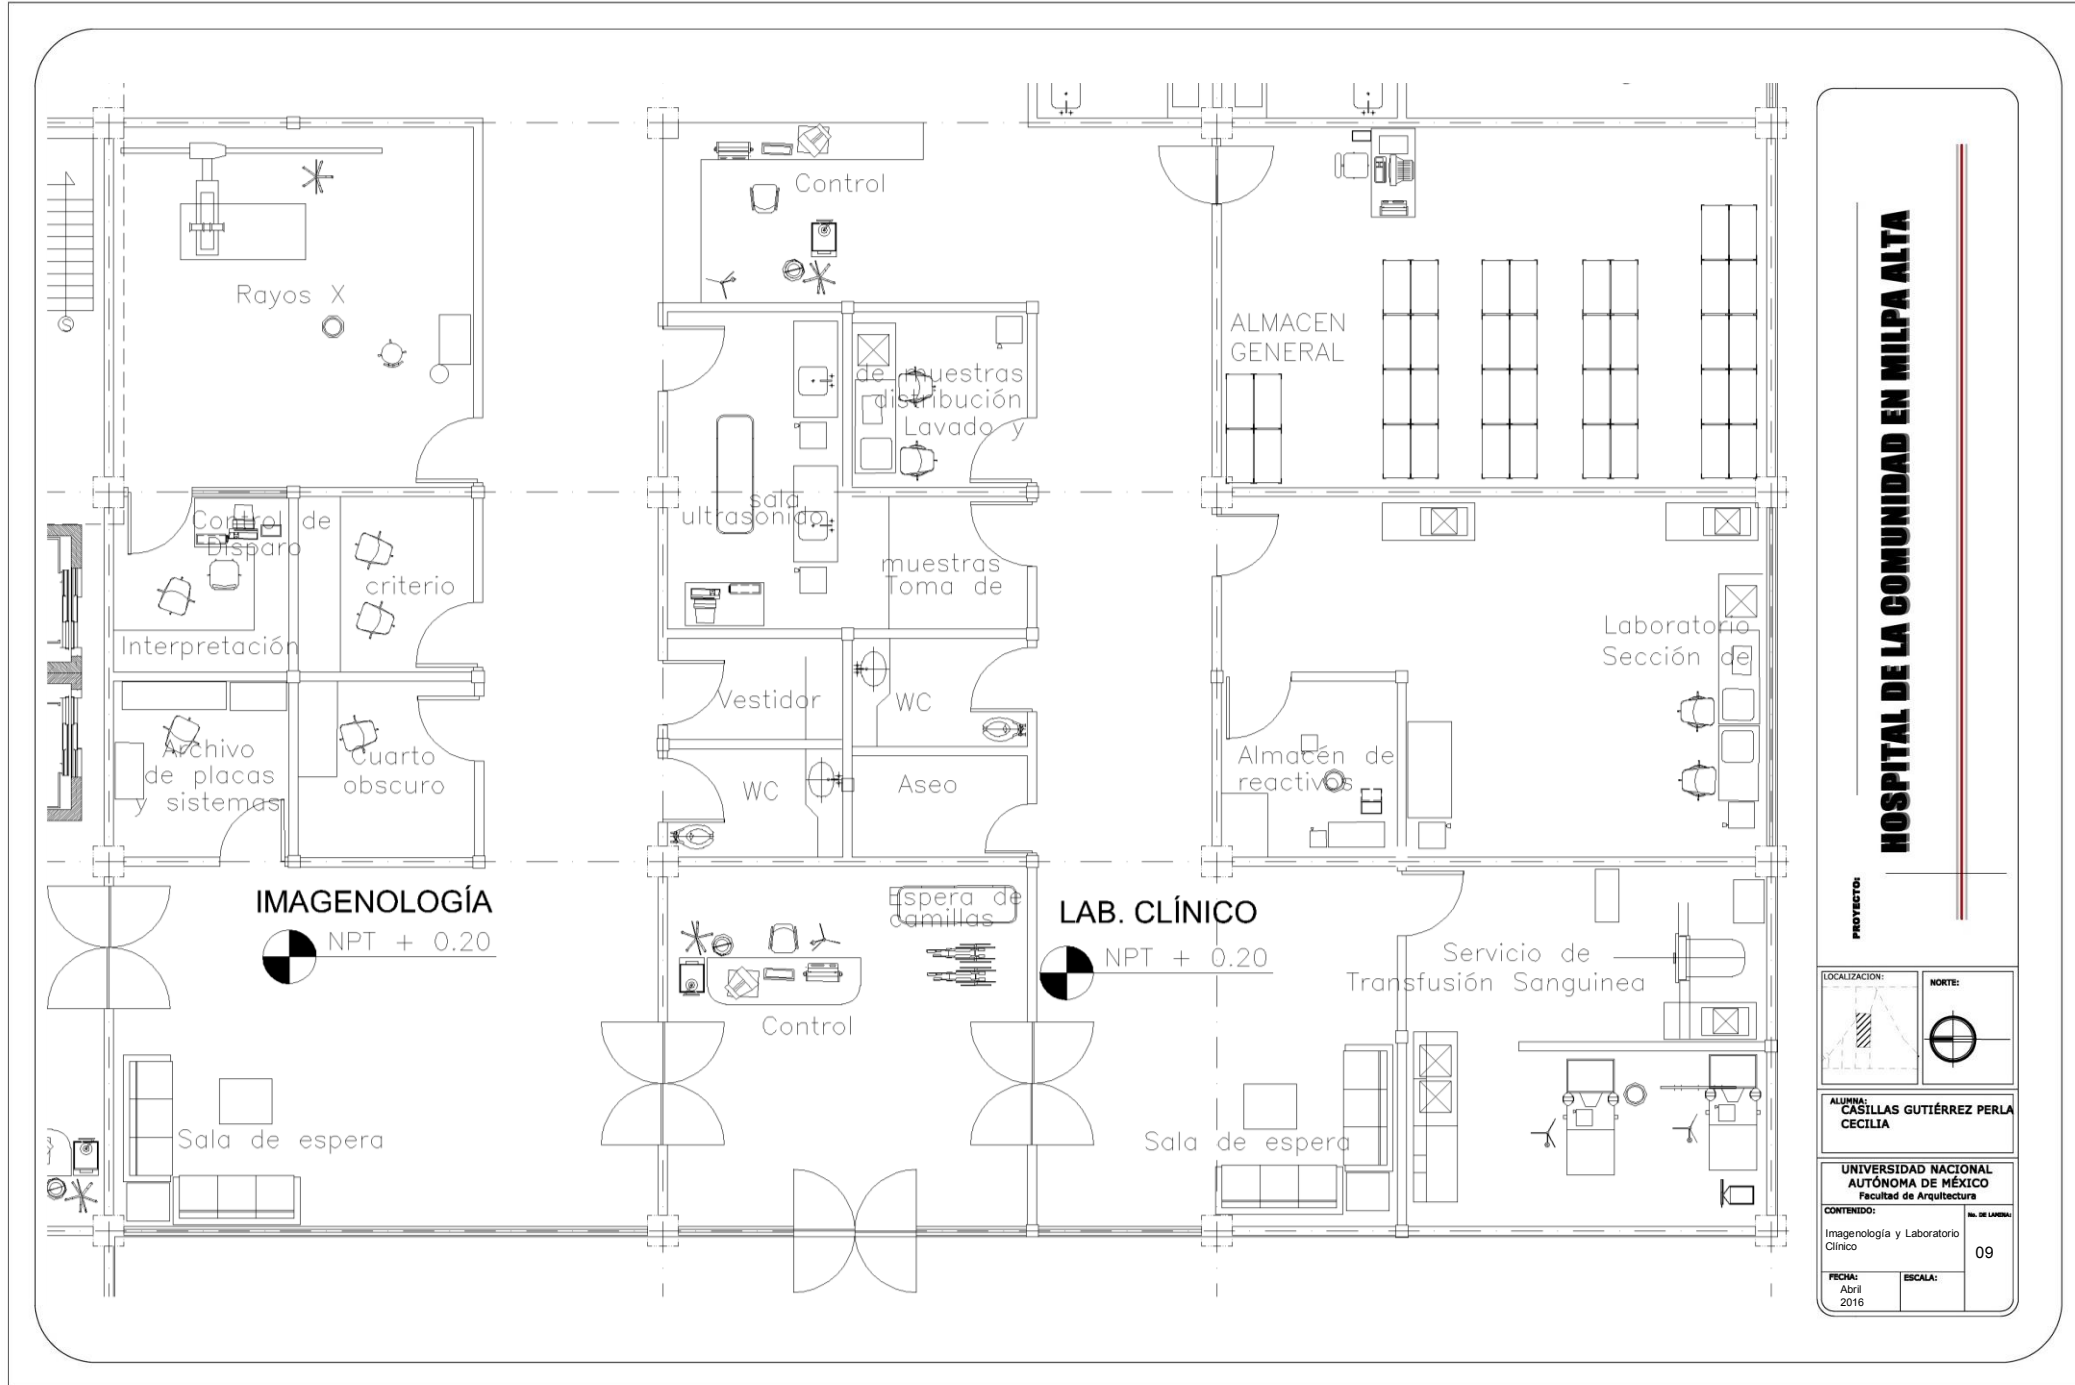 Control
Rayos X
ALMACEN
GENERAL
de muestras
distribución
Lavado y
sala
ultrasonido
Control de
Disparo
criterio
muestras
Toma de
Interpretación
Laboratorio
Sección de
Vestidor
WC
Archivo
de placas
y sistemas
Cuarto
obscuro
WC
Aseo
Almacén de
reactivos
IMAGENOLOGÍA
NPT + 0.20
Espera de
camillas
LAB. CLÍNICO
NPT + 0.20
Servicio de
Transfusión Sanguinea
Control
Sala de espera
Sala de espera
S
HOSPITAL DE LA COMUNIDAD EN MILPA ALTA
PROYECTO:
LOCALIZACION:
NORTE:
ALUMNA:
CASILLAS GUTIÉRREZ PERLA
CECILIA
UNIVERSIDAD NACIONAL
AUTÓNOMA DE MÉXICO
Facultad de Arquitectura
CONTENIDO:
No. DE LAMINA:
Imagenología y Laboratorio
Clínico
09
FECHA:
Abril
2016
ESCALA: